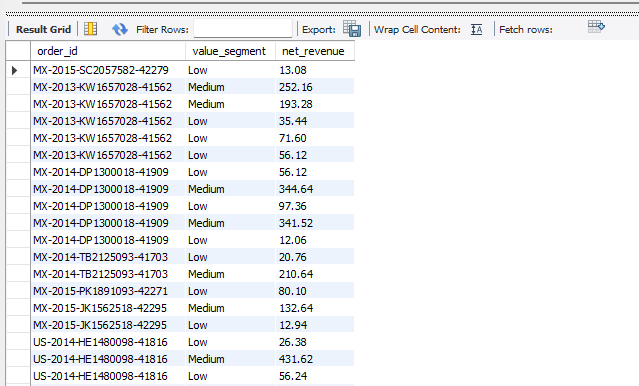 Result Grid Filter Rows: Export: Wrap Cell Content: IA Fetch rows:
order_id value_segment net_revenue
MX-2015-SC2057582-42279 Low 13.08
MX-2013-KW1657028-41562 Medium 252.16
MX-2013-KW1657028-41562 Medium 193.28
MX-2013-KW1657028-41562 Low 35.44
MX-2013-KW1657028-41562 Low 71.60
MX-2013-KW1657028-41562 Low 56.12
MX-2014-DP1300018-41909 Low 56.12
MX-2014-DP1300018-41909 Medium 344.64
MX-2014-DP1300018-41909 Low 97.36
MX-2014-DP1300018-41909 Medium 341.52
MX-2014-DP1300018-41909 Low 12.06
MX-2014-TB2125093-41703 Low 20.76
MX-2014-TB2125093-41703 Medium 210.64
MX-2015-PK1891093-42271 Low 80.10
MX-2015-JK1562518-42295 Medium 132.64
MX-2015-JK1562518-42295 Low 12.94
US-2014-HE1480098-41816 Low 26.38
US-2014-HE1480098-41816 Medium 431.62
US-2014-HE1480098-41816 Low 56.24